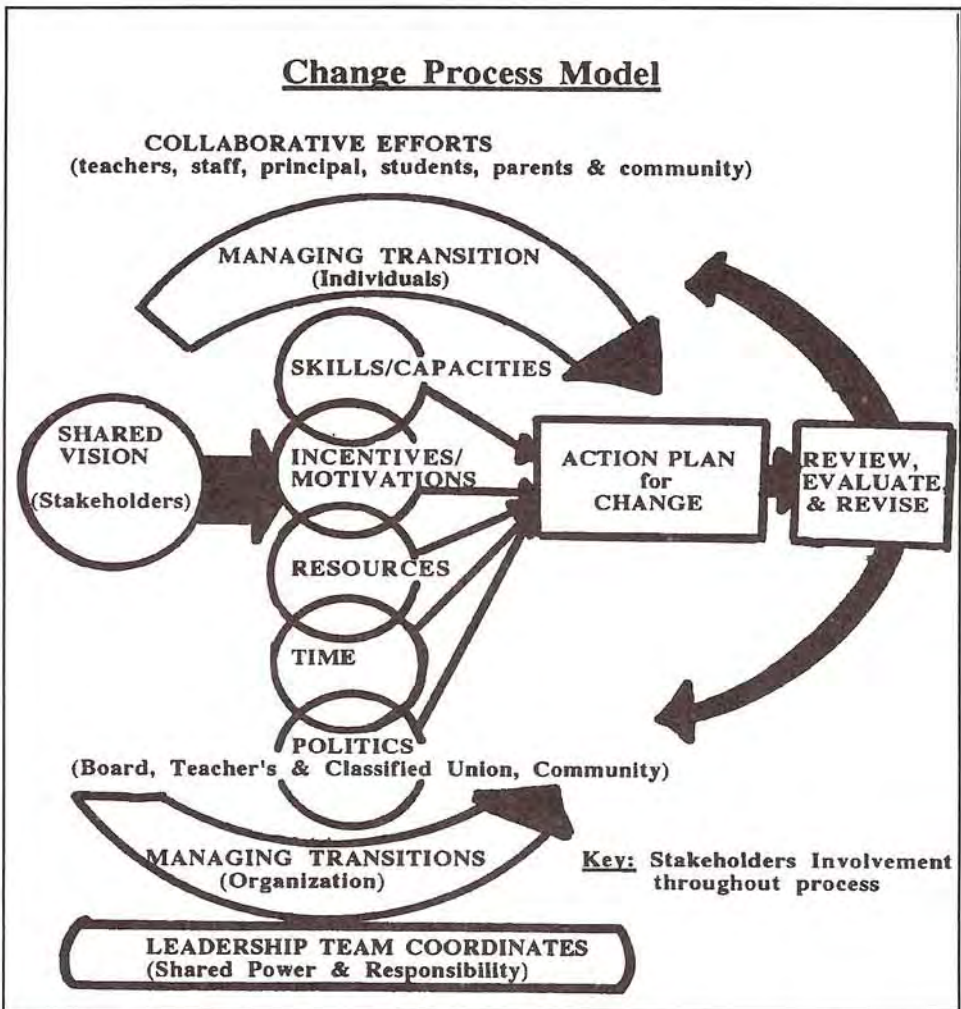 Change Process Model
COLLABORATIVE EFFORTS
(teachers, staff, principal, students, parents & community)
MANAGING TRANSITION
(Individuals)
SKILLS/CAPACITIES
SHARED
VISION
(Stakeholders)
INCENTIVES/
MOTIVATIONS
RESOURCES
TIME
POLITICS
(Board, Teacher's & Classified Union, Community)
ACTION PLAN
for
CHANGE
REVIEW,
EVALUATE,
& REVISE
MANAGING TRANSITIONS
(Organization)
Key: Stakeholders Involvement
throughout process
LEADERSHIP TEAM COORDINATES
(Shared Power & Responsibility)